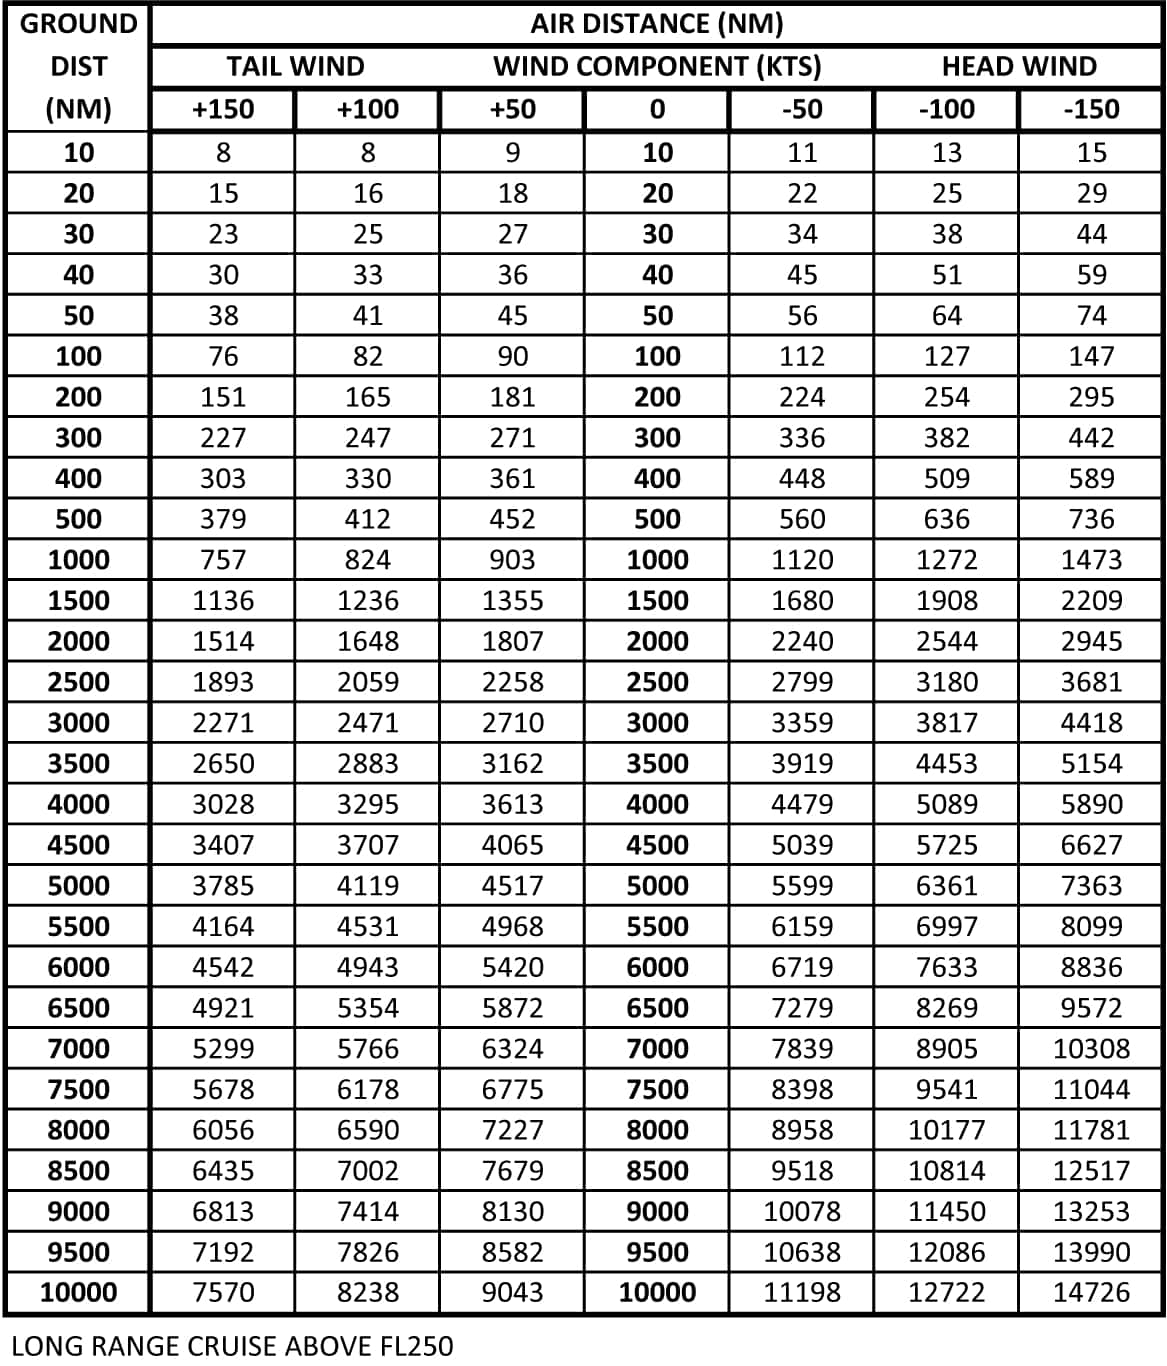 GROUND AIR DISTANCE (NM)
DIST TAIL WIND WIND COMPONENT (KTS) HEAD WIND
(NM) +150 +100 +50 0 -50 -100 -150
10 8 8 9 10 11 13 15
20 15 16 18 20 22 25 29
30 23 25 27 30 34 38 44
40 30 33 36 40 45 51 59
50 38 41 45 50 56 64 74
100 76 82 90 100 112 127 147
200 151 165 181 200 224 254 295
300 227 247 271 300 336 382 442
400 303 330 361 400 448 509 589
500 379 412 452 500 560 636 736
1000 757 824 903 1000 1120 1272 1473
1500 1136 1236 1355 1500 1680 1908 2209
2000 1514 1648 1807 2000 2240 2544 2945
2500 1893 2059 2258 2500 2799 3180 3681
3000 2271 2471 2710 3000 3359 3817 4418
3500 2650 2883 3162 3500 3919 4453 5154
4000 3028 3295 3613 4000 4479 5089 5890
4500 3407 3707 4065 4500 5039 5725 6627
5000 3785 4119 4517 5000 5599 6361 7363
5500 4164 4531 4968 5500 6159 6997 8099
6000 4542 4943 5420 6000 6719 7633 8836
6500 4921 5354 5872 6500 7279 8269 9572
7000 5299 5766 6324 7000 7839 8905 10308
7500 5678 6178 6775 7500 8398 9541 11044
8000 6056 6590 7227 8000 8958 10177 11781
8500 6435 7002 7679 8500 9518 10814 12517
9000 6813 7414 8130 9000 10078 11450 13253
9500 7192 7826 8582 9500 10638 12086 13990
10000 7570 8238 9043 10000 11198 12722 14726
LONG RANGE CRUISE ABOVE FL250